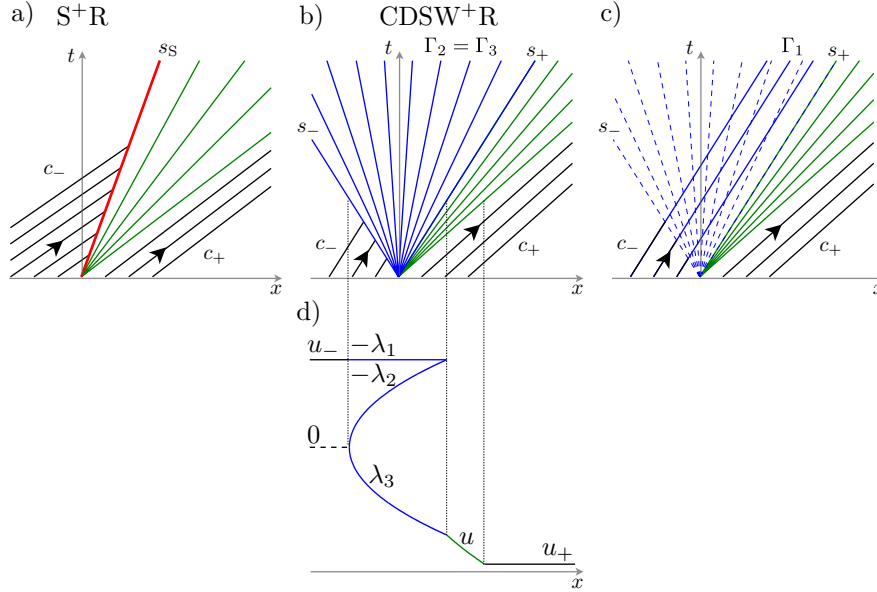 a) S⁺R
b) CDSW⁺R
c)
t
s_S
c_−
c_+
x
t
Γ₂ = Γ₃
s_+
s_−
c_−
c_+
x
t
Γ₁
s_+
s_−
c_−
c_+
x
d)
u_−
−λ₁
−λ₂
0
λ₃
u
u_+
x